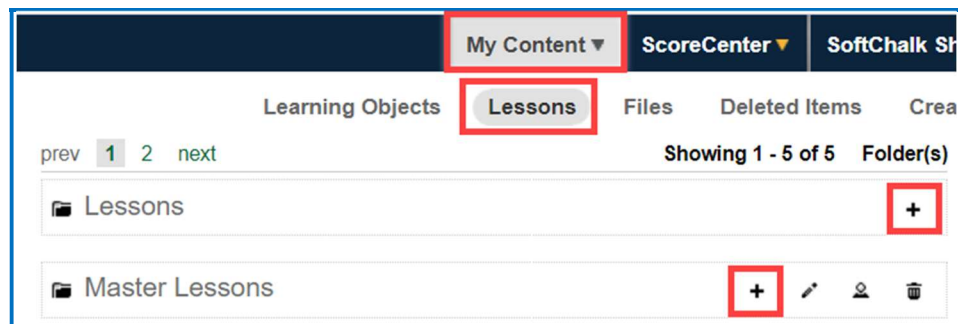 My Content ▼ ScoreCenter ▼ SoftChalk Sh
Learning Objects Lessons Files Deleted Items Crea
prev 1 2 next Showing 1 - 5 of 5 Folder(s)
Lessons +
Master Lessons +